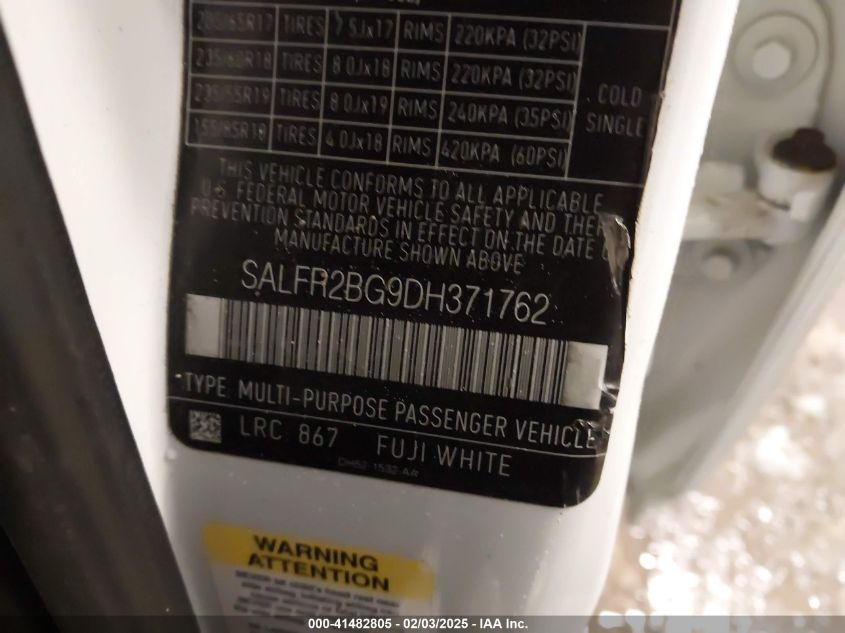 235/65R17 TIRES 7.5Jx17 RIMS 220KPA (32PSI)
235/60R18 TIRES 8.0Jx18 RIMS 220KPA (32PSI)
235/55R19 TIRES 8.0Jx19 RIMS 240KPA (35PSI)
155/85R18 TIRES 4.0Jx18 RIMS 420KPA (60PSI)
COLD
SINGLE
THIS VEHICLE CONFORMS TO ALL APPLICABLE
U.S. FEDERAL MOTOR VEHICLE SAFETY AND THEF
PREVENTION STANDARDS IN EFFECT ON THE DATE O
MANUFACTURE SHOWN ABOVE
SALFR2BG9DH371762
TYPE: MULTI-PURPOSE PASSENGER VEHICLE
LRC 867 FUJI WHITE
WARNING
ATTENTION
000-41482805 - 02/03/2025 - IAA Inc.